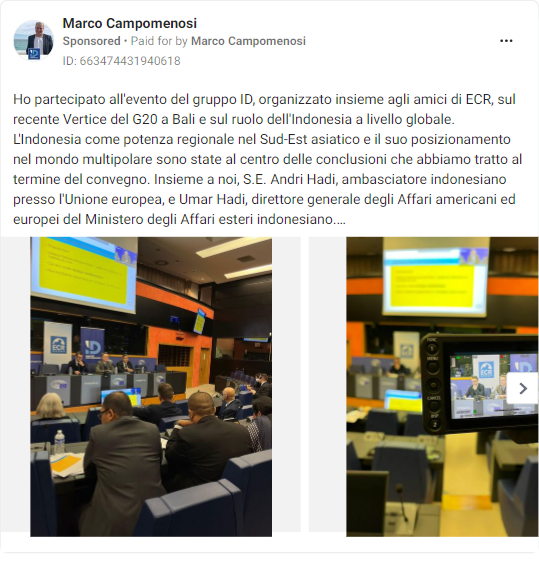 Marco Campomenosi
Sponsored • Paid for by Marco Campomenosi
ID: 663474431940618
Ho partecipato all'evento del gruppo ID, organizzato insieme agli amici di ECR, sul
recente Vertice del G20 a Bali e sul ruolo dell'Indonesia a livello globale.
L'Indonesia come potenza regionale nel Sud-Est asiatico e il suo posizionamento
nel mondo multipolare sono state al centro delle conclusioni che abbiamo tratto al
termine del convegno. Insieme a noi, S.E. Andri Hadi, ambasciatore indonesiano
presso l'Unione europea, e Umar Hadi, direttore generale degli Affari americani ed
europei del Ministero degli Affari esteri indonesiano....
ECR
ID
MENU
CANCEL